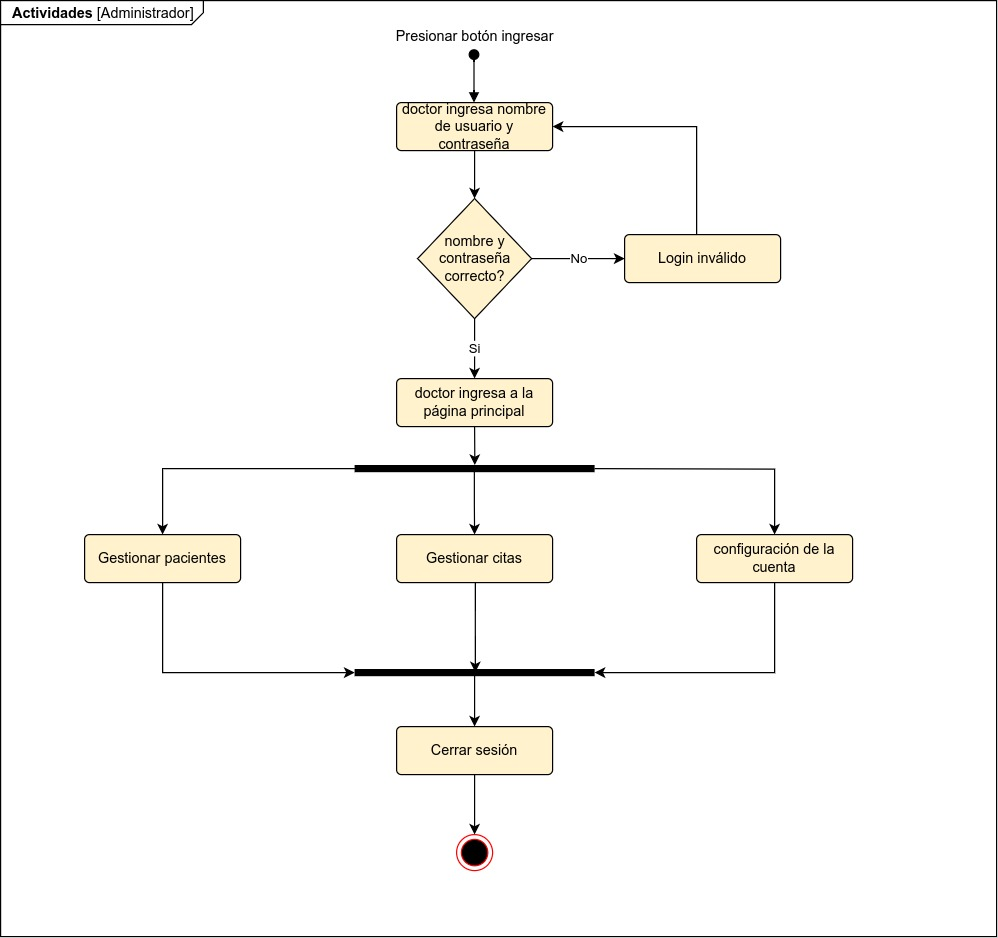 Actividades [Administrador]
Presionar botón ingresar
doctor ingresa nombre
de usuario y
contraseña
nombre y
contraseña
correcto?
No
Login inválido
Si
doctor ingresa a la
página principal
Gestionar pacientes
Gestionar citas
configuración de la
cuenta
Cerrar sesión